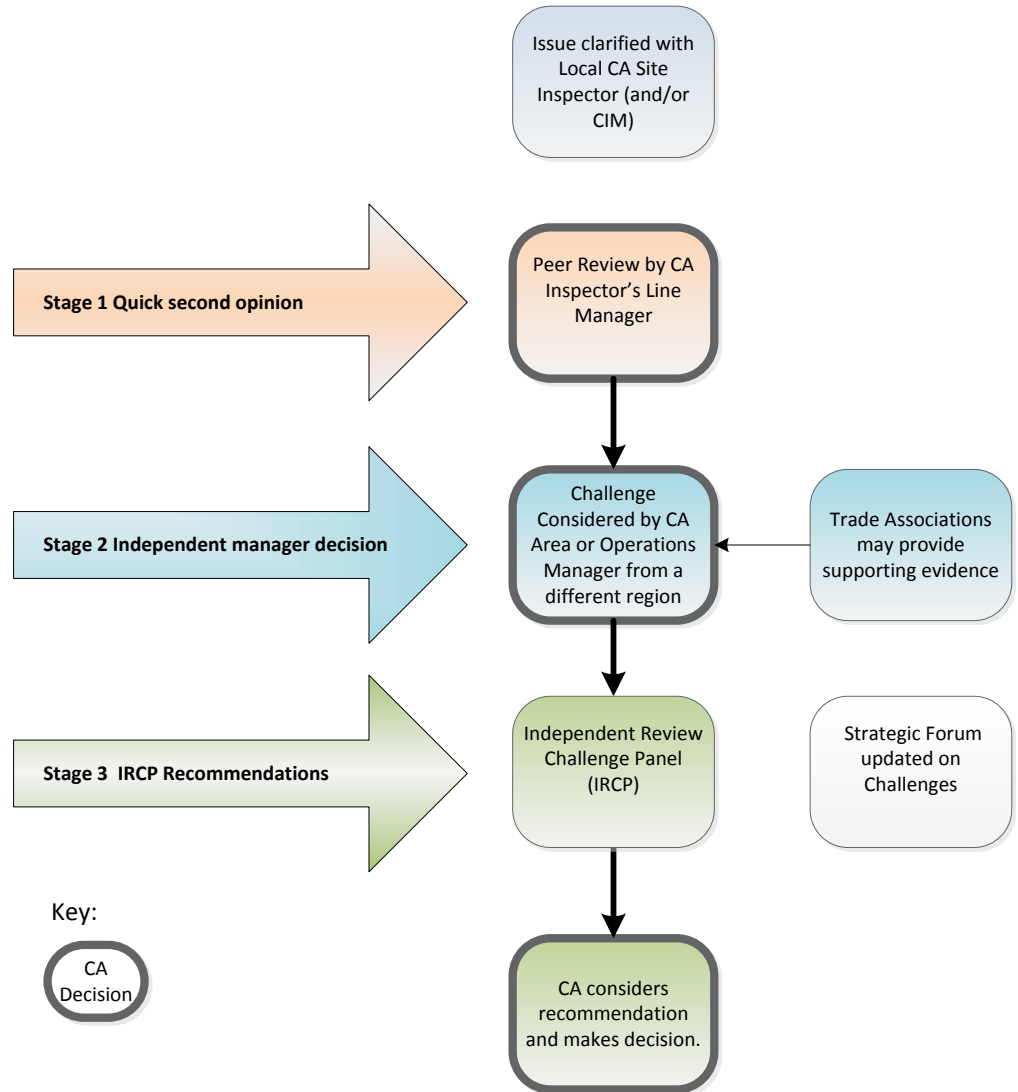 Issue clarified with
Local CA Site
Inspector (and/or
CIM)
Stage 1 Quick second opinion
Peer Review by CA
Inspector's Line
Manager
Stage 2 Independent manager decision
Challenge
Considered by CA
Area or Operations
Manager from a
different region
Trade Associations
may provide
supporting evidence
Stage 3  IRCP Recommendations
Independent Review
Challenge Panel
(IRCP)
Strategic Forum
updated on
Challenges
Key:
CA
Decision
CA considers
recommendation
and makes decision.